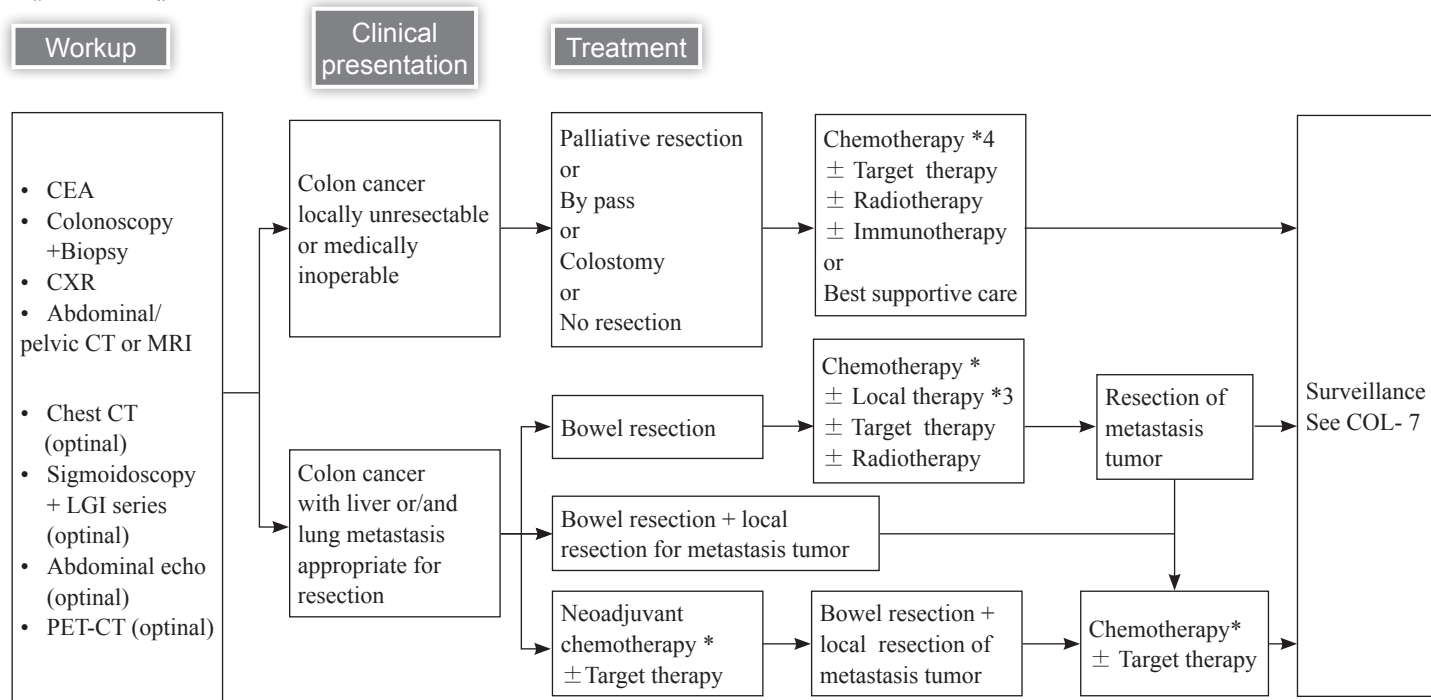 Workup
Clinical
presentation
Treatment
• CEA
• Colonoscopy
+Biopsy
• CXR
• Abdominal/
pelvic CT or MRI
• Chest CT
(optinal)
• Sigmoidoscopy
+ LGI series
(optinal)
• Abdominal echo
(optinal)
• PET-CT (optinal)
Colon cancer
locally unresectable
or medically
inoperable
Palliative resection
or
By pass
or
Colostomy
or
No resection
Chemotherapy *4
± Target therapy
± Radiotherapy
± Immunotherapy
or
Best supportive care
Colon cancer
with liver or/and
lung metastasis
appropriate for
resection
Bowel resection
Chemotherapy *
± Local therapy *3
± Target therapy
± Radiotherapy
Resection of
metastasis
tumor
Bowel resection + local
resection for metastasis tumor
Neoadjuvant
chemotherapy *
±Target therapy
Bowel resection +
local resection of
metastasis tumor
Chemotherapy*
± Target therapy
Surveillance
See COL- 7